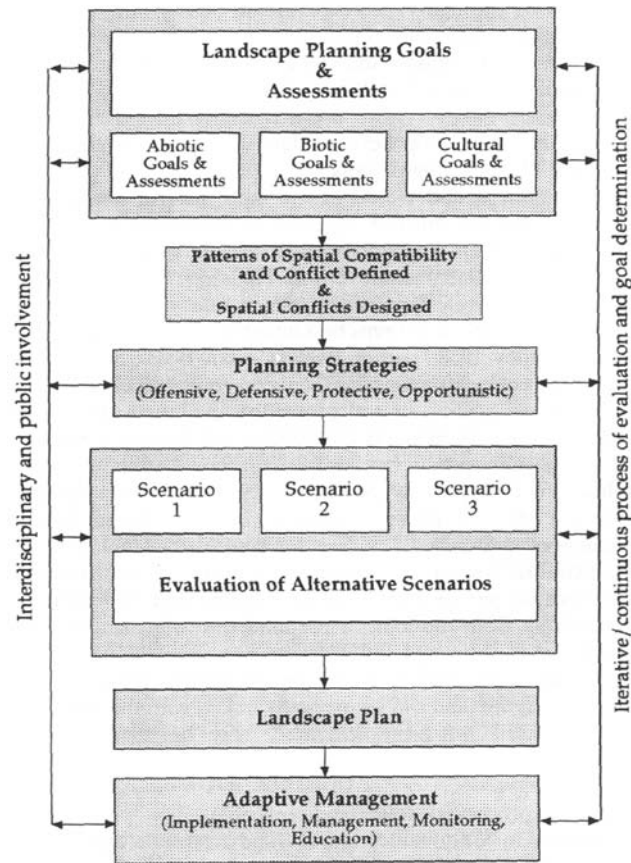 Landscape Planning Goals
&
Assessments
Abiotic
Goals &
Assessments
Biotic
Goals &
Assessments
Cultural
Goals &
Assessments
Patterns of Spatial Compatibility
and Conflict Defined
&
Spatial Conflicts Designed
Planning Strategies
(Offensive, Defensive, Protective, Opportunistic)
Scenario
1
Scenario
2
Scenario
3
Evaluation of Alternative Scenarios
Landscape Plan
Adaptive Management
(Implementation, Management, Monitoring,
Education)
Interdisciplinary and public involvement
Iterative/continuous process of evaluation and goal determination